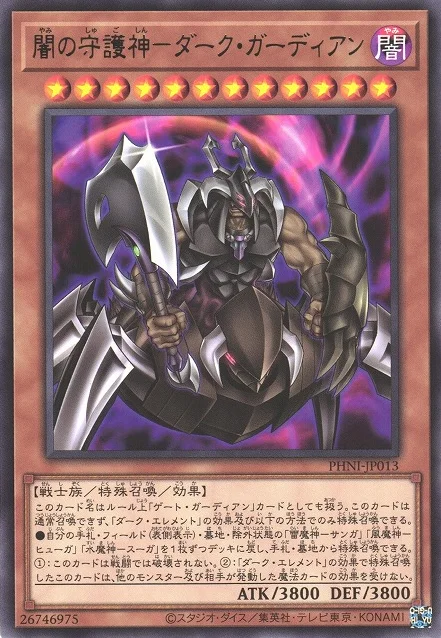 闇の守護神－ダーク・ガーディアン
闇
PHNI-JP013
【戦士族／特殊召喚／効果】
このカード名はルール上「ゲート・ガーディアン」カードとしても扱う。このカードは
通常召喚できず、「ダーク・エレメント」の効果及び以下の方法でのみ特殊召喚できる。
●自分の手札・フィールド（表側表示）・墓地・除外状態の「雷魔神－サンガ」「風魔神－
ヒューガ」「水魔神－スーガ」を１枚ずつデッキに戻し、手札・墓地から特殊召喚できる。
①：このカードは戦闘では破壊されない。②：「ダーク・エレメント」の効果で特殊召喚
したこのカードは、他のモンスター及び相手が発動した魔法カードの効果を受けない。
ATK/3800 DEF/3800
26746975
©スタジオ・ダイス／集英社・テレビ東京・KONAMI